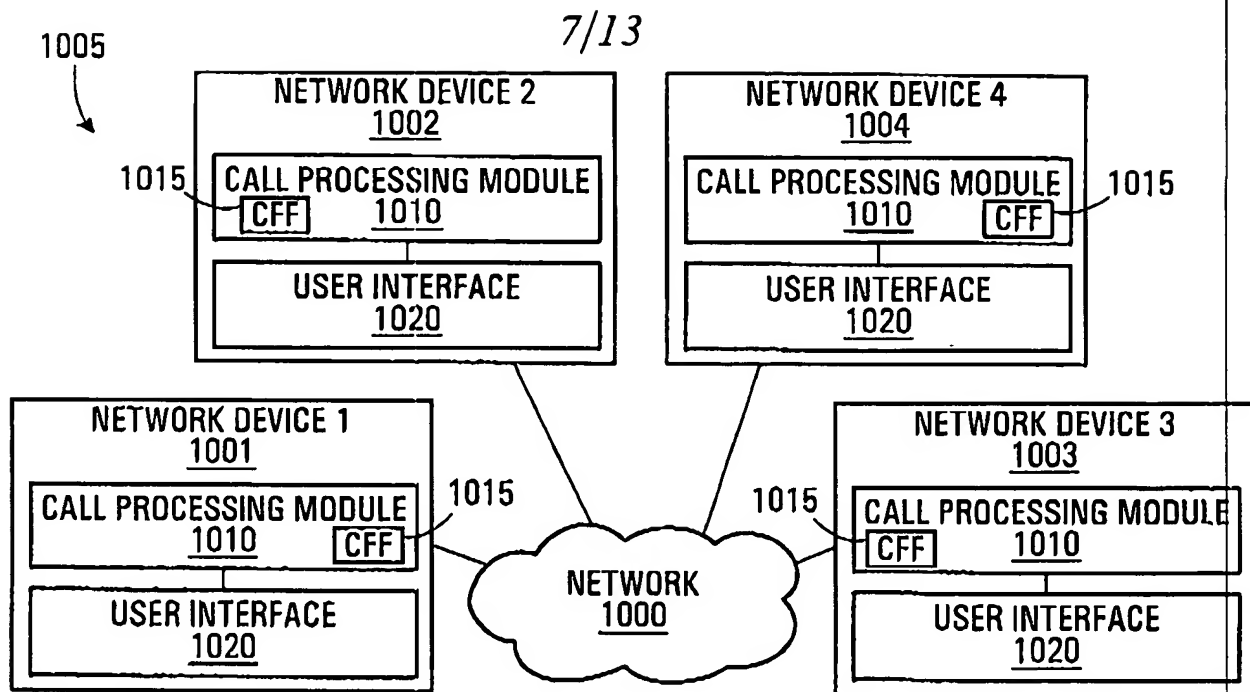 7/13
1005
NETWORK DEVICE 2
1002
1015
CALL PROCESSING MODULE
CFF
1010
USER INTERFACE
1020
NETWORK DEVICE 4
1004
CALL PROCESSING MODULE
1010
CFF
1015
USER INTERFACE
1020
NETWORK DEVICE 1
1001
CALL PROCESSING MODULE
1010
CFF
1015
USER INTERFACE
1020
NETWORK
1000
NETWORK DEVICE 3
1003
1015
CALL PROCESSING MODULE
CFF
1010
USER INTERFACE
1020